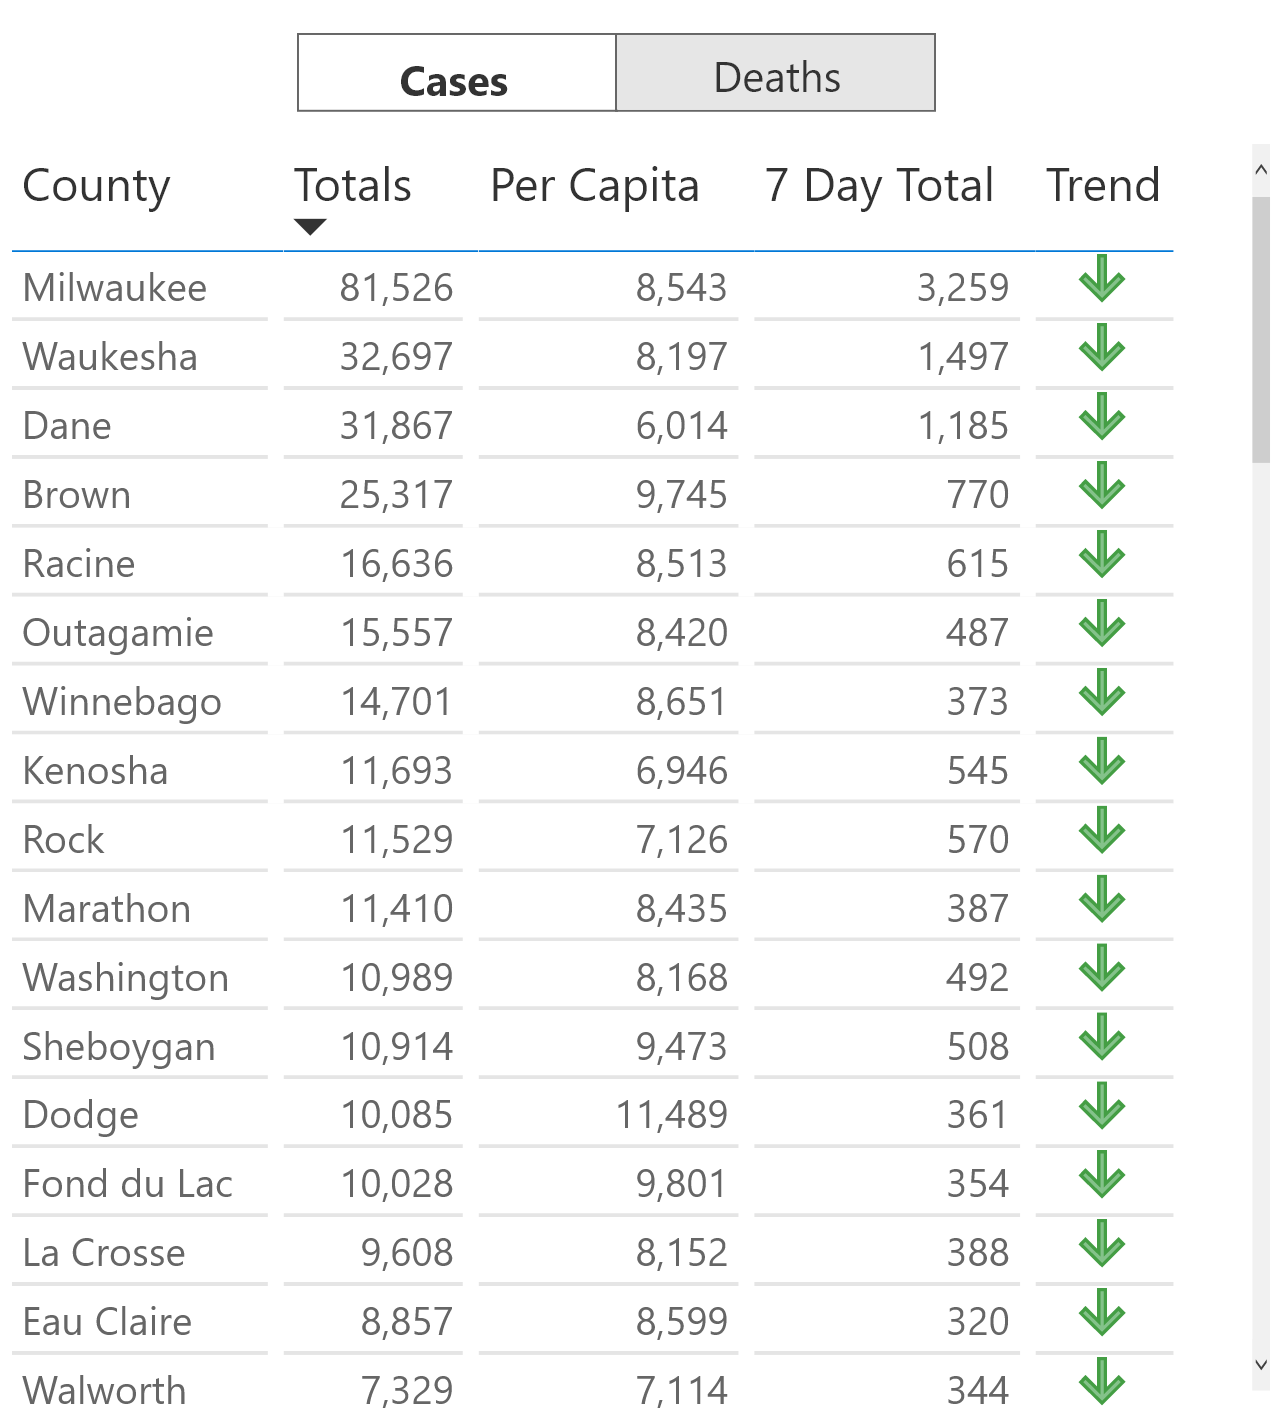 Cases Deaths
County Totals Per Capita 7 Day Total Trend
Milwaukee 81,526 8,543 3,259
Waukesha 32,697 8,197 1,497
Dane 31,867 6,014 1,185
Brown 25,317 9,745 770
Racine 16,636 8,513 615
Outagamie 15,557 8,420 487
Winnebago 14,701 8,651 373
Kenosha 11,693 6,946 545
Rock 11,529 7,126 570
Marathon 11,410 8,435 387
Washington 10,989 8,168 492
Sheboygan 10,914 9,473 508
Dodge 10,085 11,489 361
Fond du Lac 10,028 9,801 354
La Crosse 9,608 8,152 388
Eau Claire 8,857 8,599 320
Walworth 7,329 7,114 344